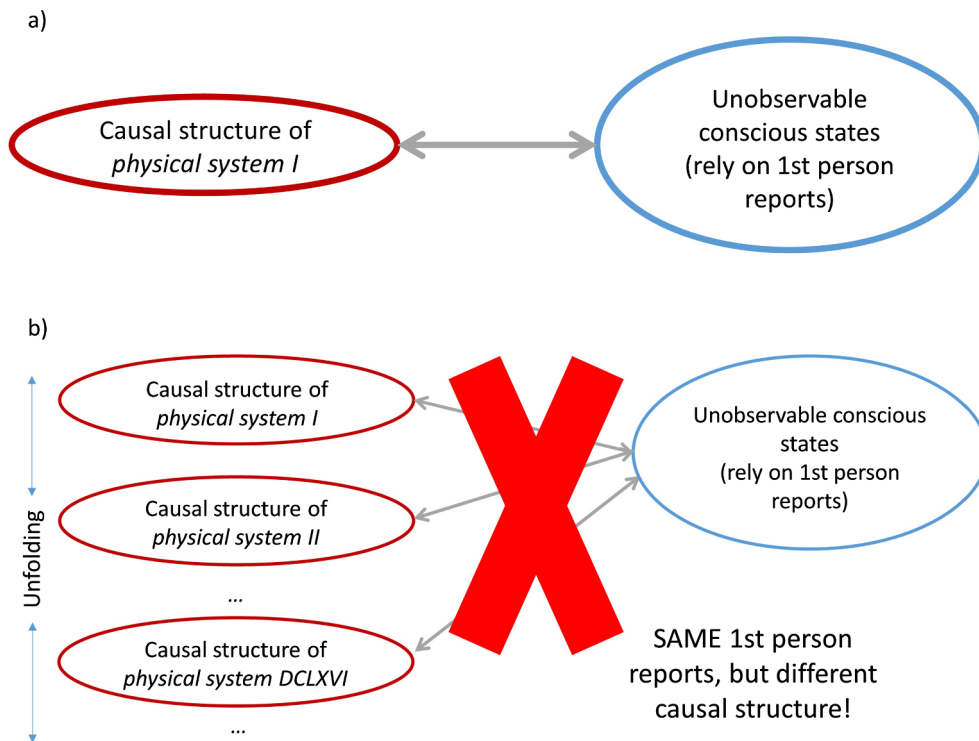 a)
Causal structure of
physical system I
Unobservable
conscious states
(rely on 1st person
reports)
b)
Unfolding
Causal structure of
physical system I
Causal structure of
physical system II
...
Causal structure of
physical system DCLXVI
...
Unobservable conscious
states
(rely on 1st person
reports)
SAME 1st person
reports, but different
causal structure!